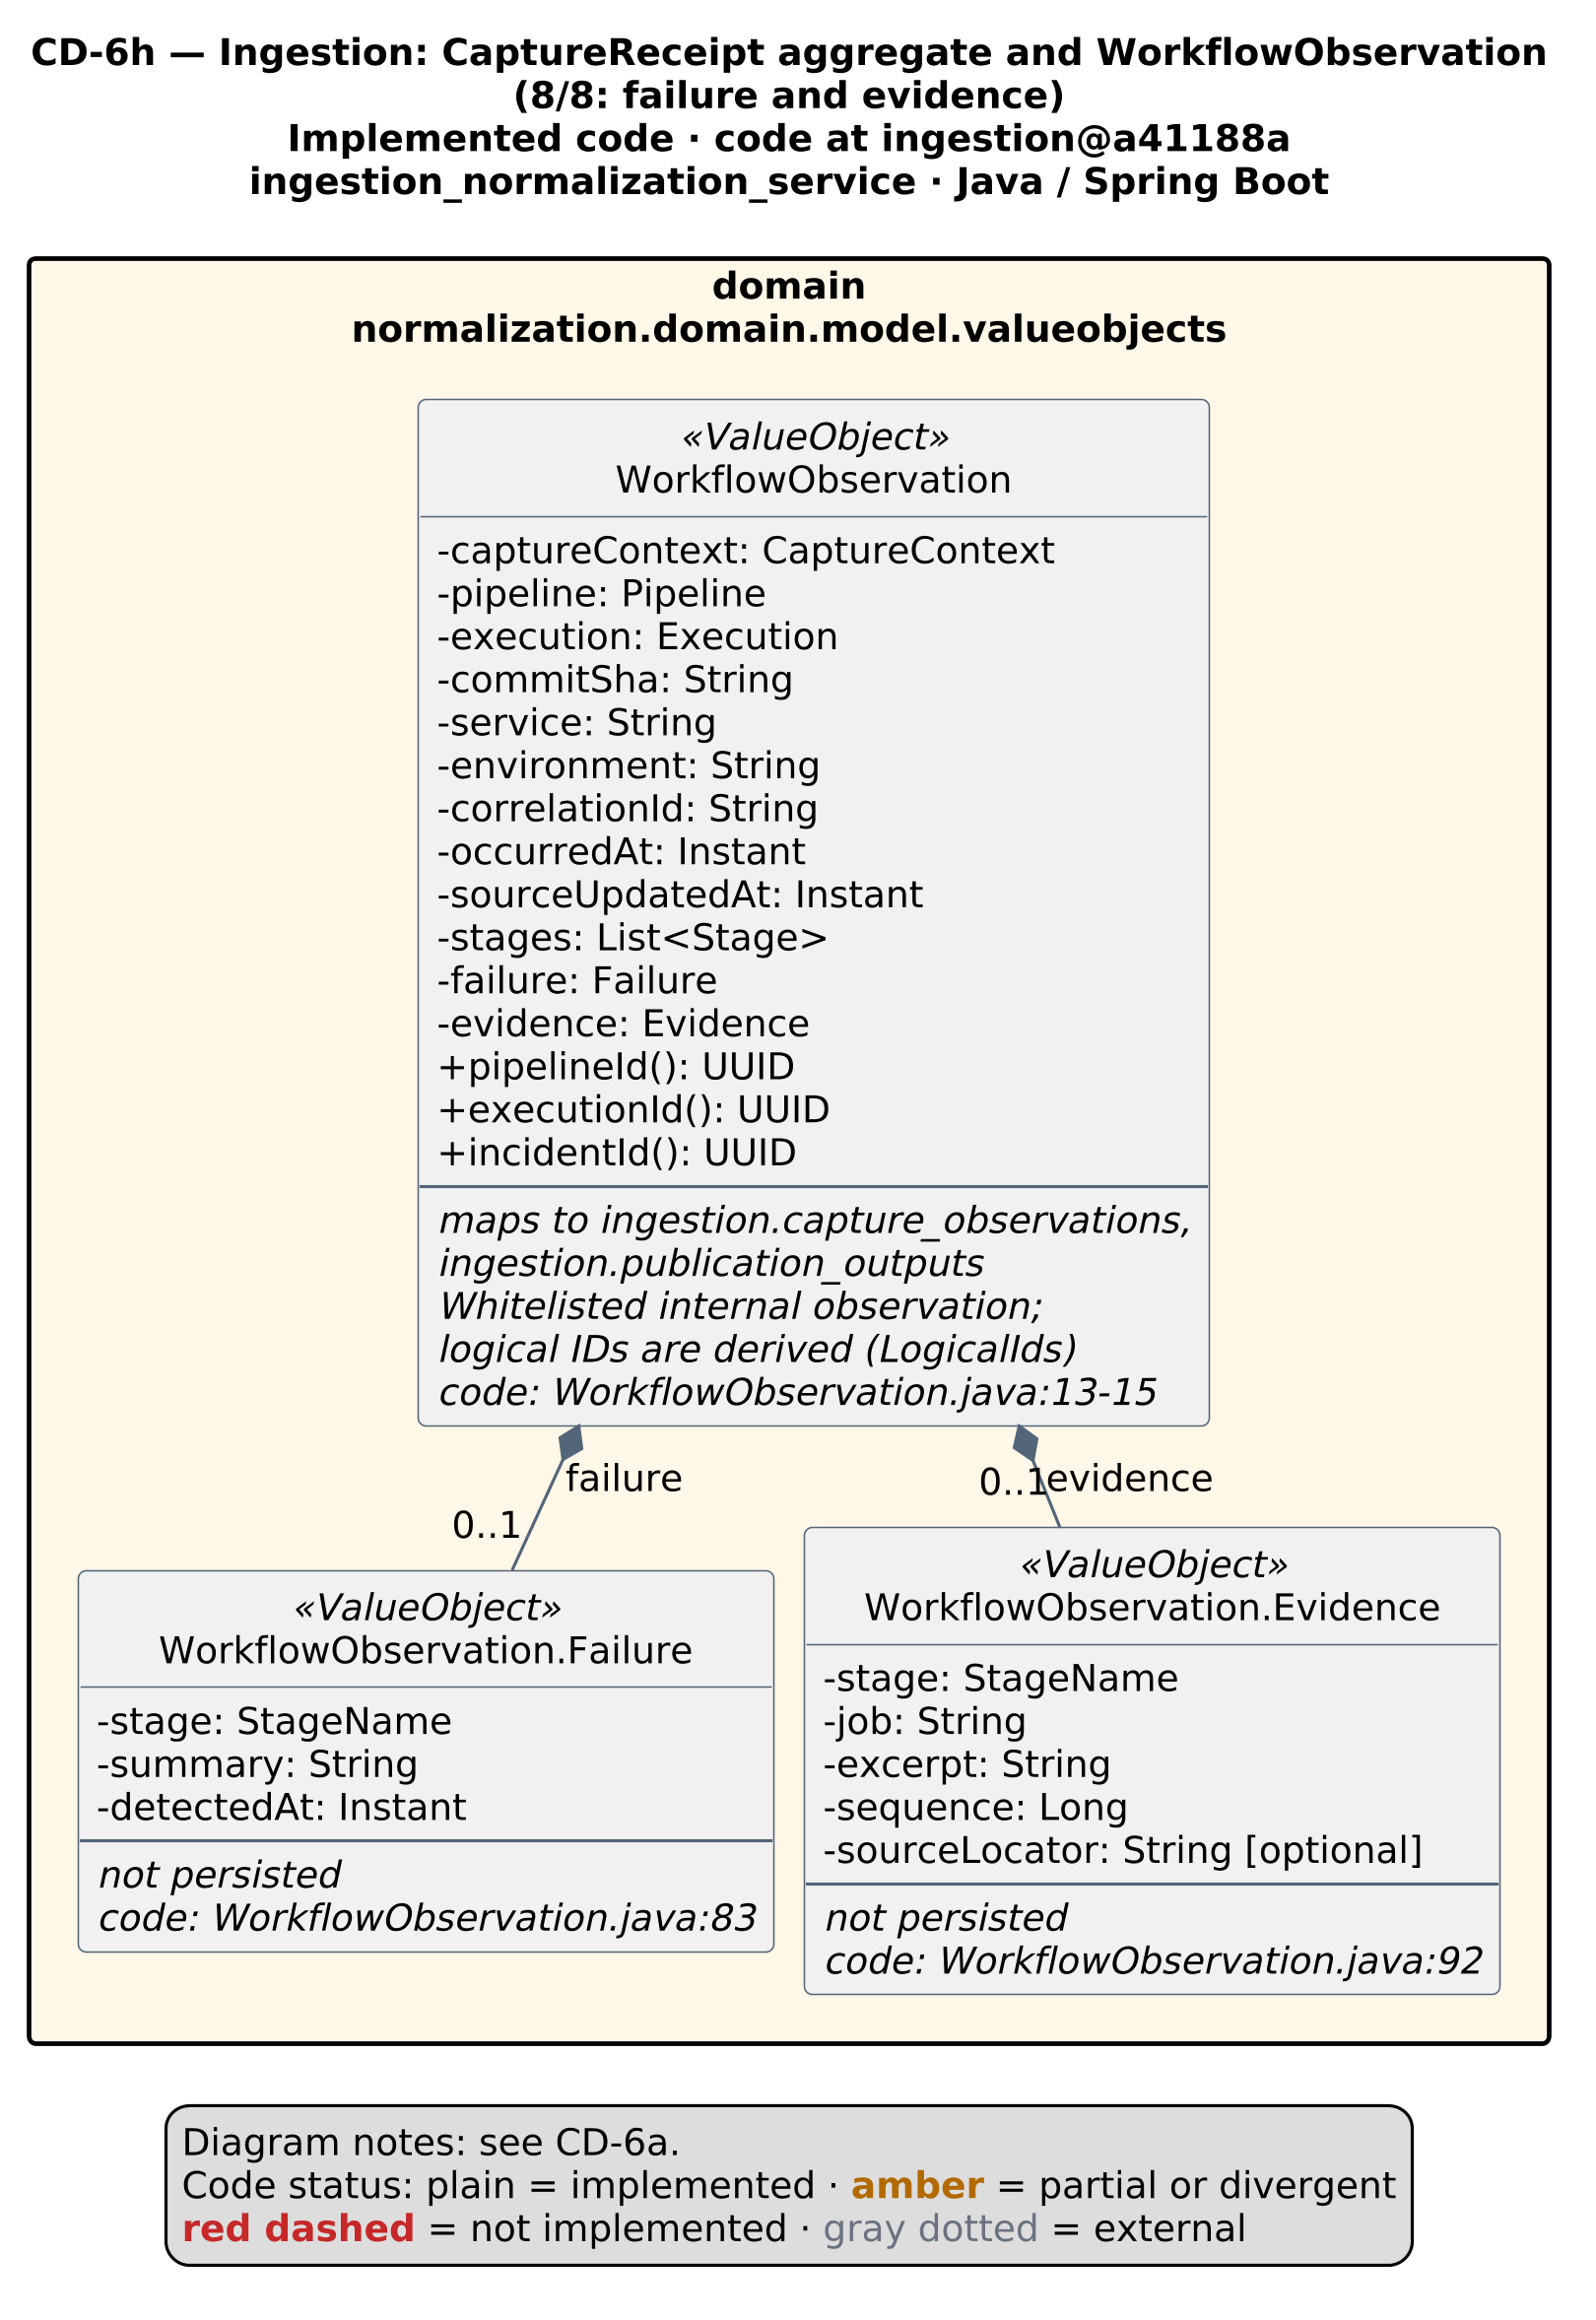 CD-6h — Ingestion: CaptureReceipt aggregate and WorkflowObservation
(8/8: failure and evidence)
Implemented code · code at ingestion@a41188a
ingestion_normalization_service · Java / Spring Boot
domain
normalization.domain.model.valueobjects
«ValueObject»
WorkflowObservation
-captureContext: CaptureContext
-pipeline: Pipeline
-execution: Execution
-commitSha: String
-service: String
-environment: String
-correlationId: String
-occurredAt: Instant
-sourceUpdatedAt: Instant
-stages: List<Stage>
-failure: Failure
-evidence: Evidence
+pipelineId(): UUID
+executionId(): UUID
+incidentId(): UUID
maps to ingestion.capture_observations,
ingestion.publication_outputs
Whitelisted internal observation;
logical IDs are derived (LogicalIds)
code: WorkflowObservation.java:13-15
failure
0..1
0..1
evidence
«ValueObject»
WorkflowObservation.Failure
-stage: StageName
-summary: String
-detectedAt: Instant
not persisted
code: WorkflowObservation.java:83
«ValueObject»
WorkflowObservation.Evidence
-stage: StageName
-job: String
-excerpt: String
-sequence: Long
-sourceLocator: String [optional]
not persisted
code: WorkflowObservation.java:92
Diagram notes: see CD-6a.
Code status: plain = implemented · amber = partial or divergent
red dashed = not implemented · gray dotted = external